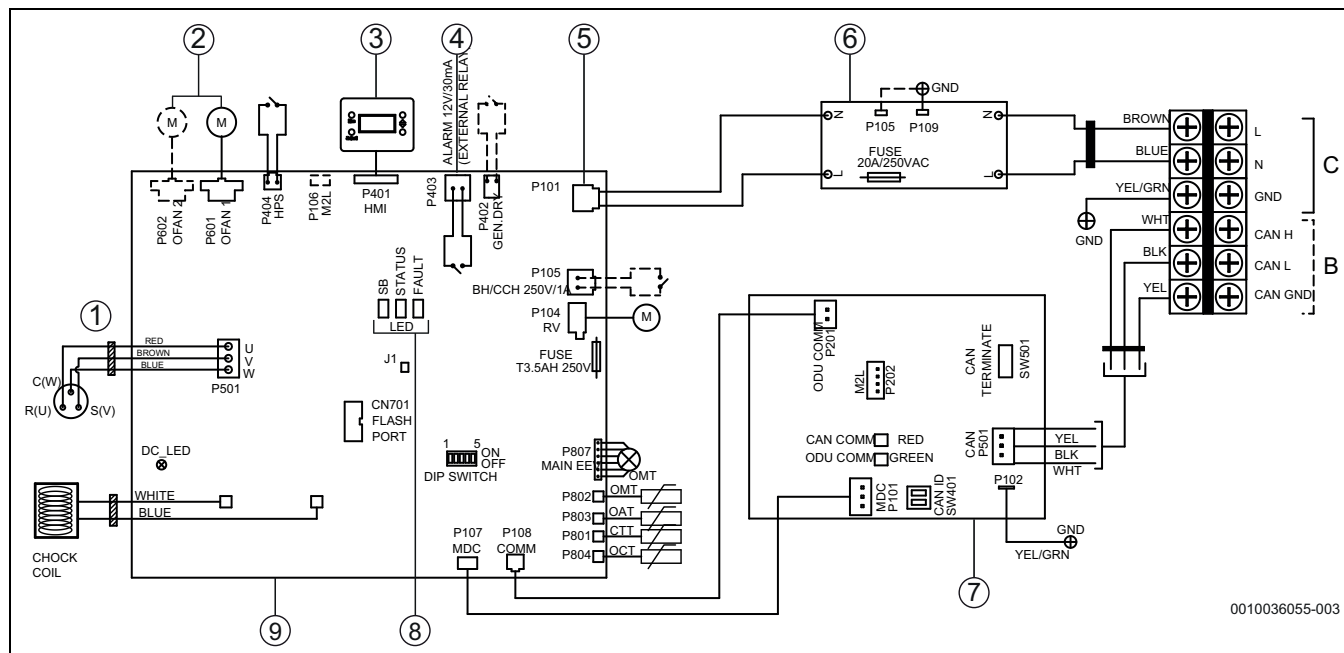 2
3
4
5
6
ALARM 12V/30mA
(EXTERNAL RELAY)
M
M
P602
OFAN 2
P601
OFAN 1
P404
HPS
P106
M2L
P401
HMI
P403
P402
GEN.DRY
P101
N
L
P105
P109
GND
FUSE
20A/250VAC
N
L
BROWN
BLUE
YEL/GRN
GND
WHT
BLK
YEL
L
N
GND
CAN H
CAN L
CAN GND
C
B
SB
STATUS
FAULT
LED
J1
P105
BH/CCH 250V/1A
P104
RV
M
FUSE
T3.5AH 250V
1
RED
BROWN
BLUE
U
V
W
P501
C(W)
R(U)
S(V)
CN701
FLASH
PORT
DC_LED
1 5
ON
OFF
DIP SWITCH
P807
MAIN EEV
OMT
P802
OMT
P803
OAT
P801
CTT
P804
OCT
WHITE
BLUE
CHOCK
COIL
P107
MDC
P108
COMM
ODU COMM
P201
M2L
P202
CAN
TERMINATE
SW501
CAN COMM
RED
ODU COMM
GREEN
CAN
P501
YEL
BLK
WHT
MDC
P101
CAN ID
SW401
P102
GND
YEL/GRN
9
8
7
0010036055-003